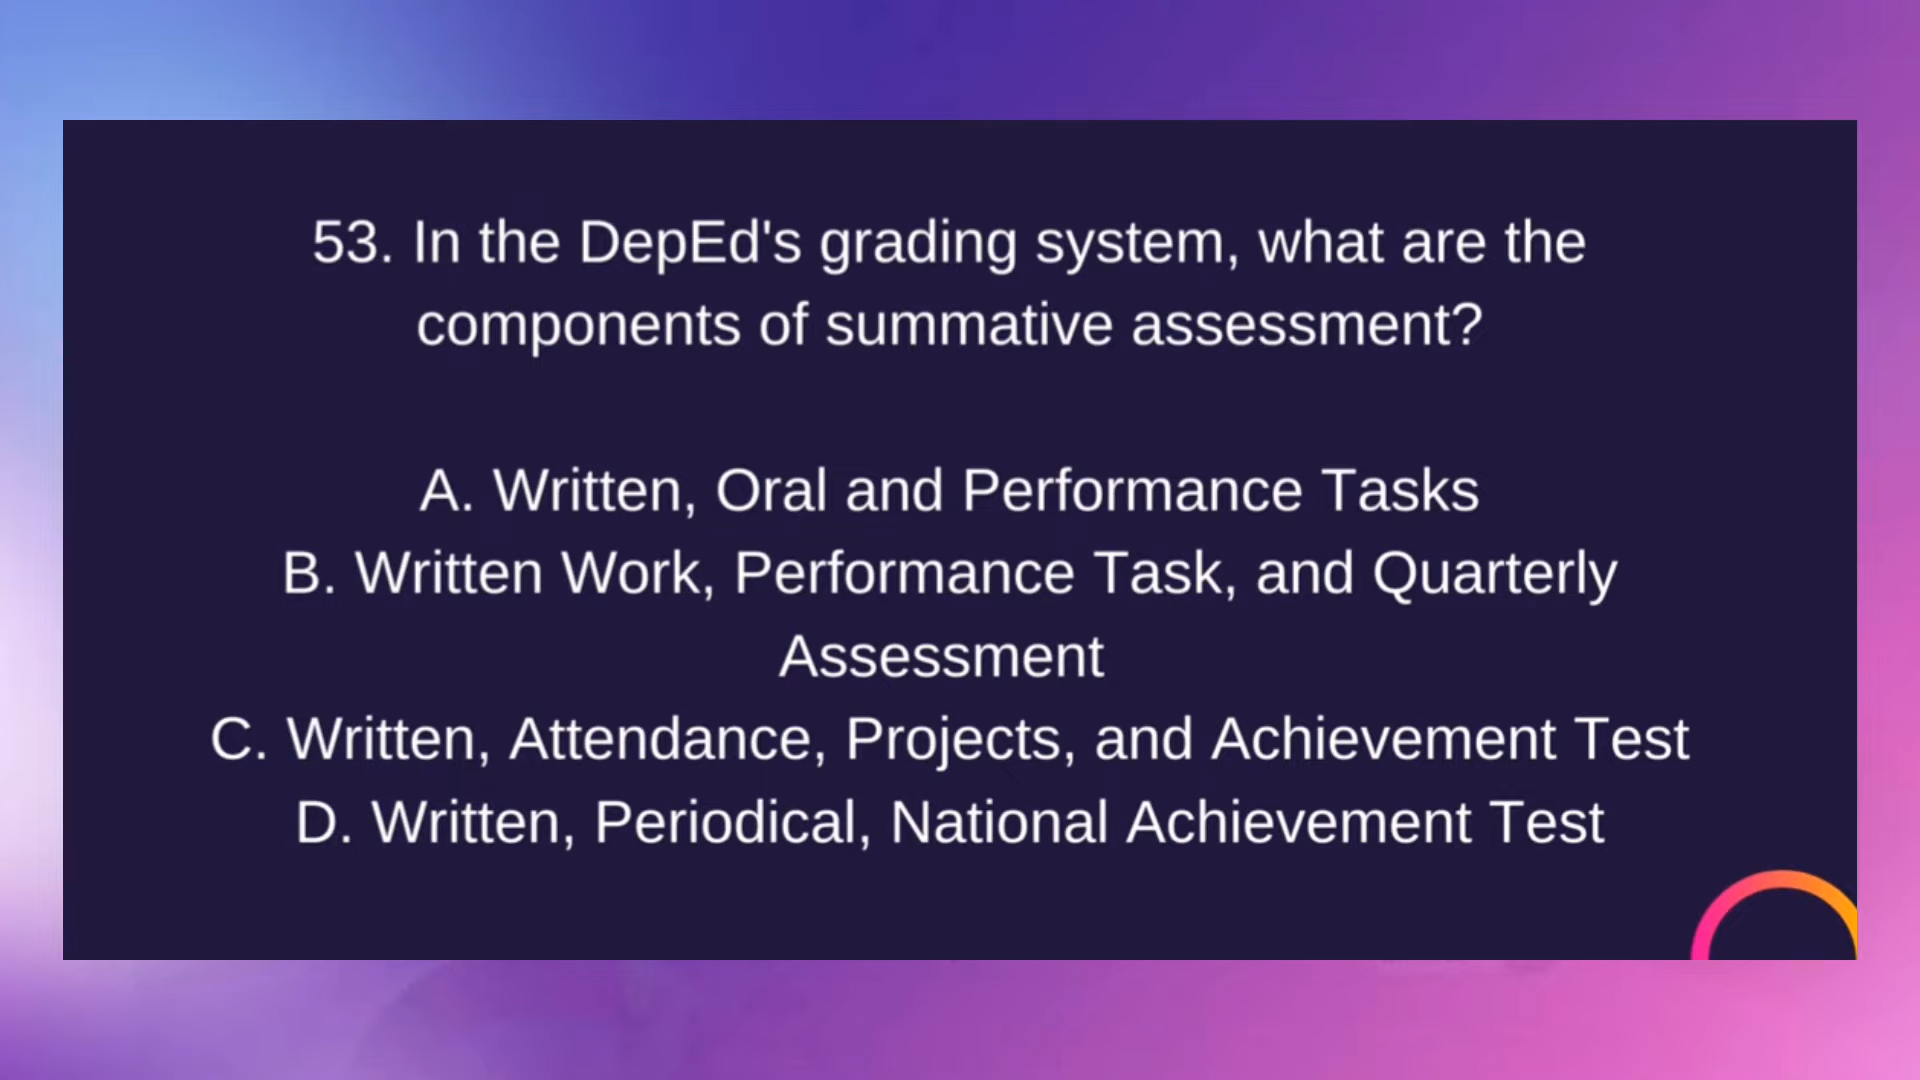 53. In the DepEd's grading system, what are the
components of summative assessment?
A. Written, Oral and Performance Tasks
B. Written Work, Performance Task, and Quarterly
Assessment
C. Written, Attendance, Projects, and Achievement Test
D. Written, Periodical, National Achievement Test